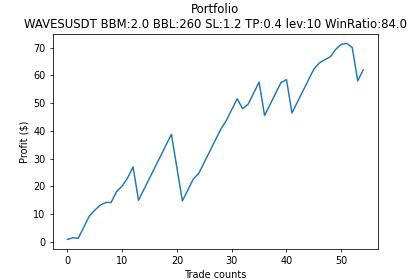 Portfolio
WAVESUSDT BBM:2.0 BBL:260 SL:1.2 TP:0.4 lev:10 WinRatio:84.0
70
60
50
40
30
20
10
0
Profit ($)
0 10 20 30 40 50
Trade counts